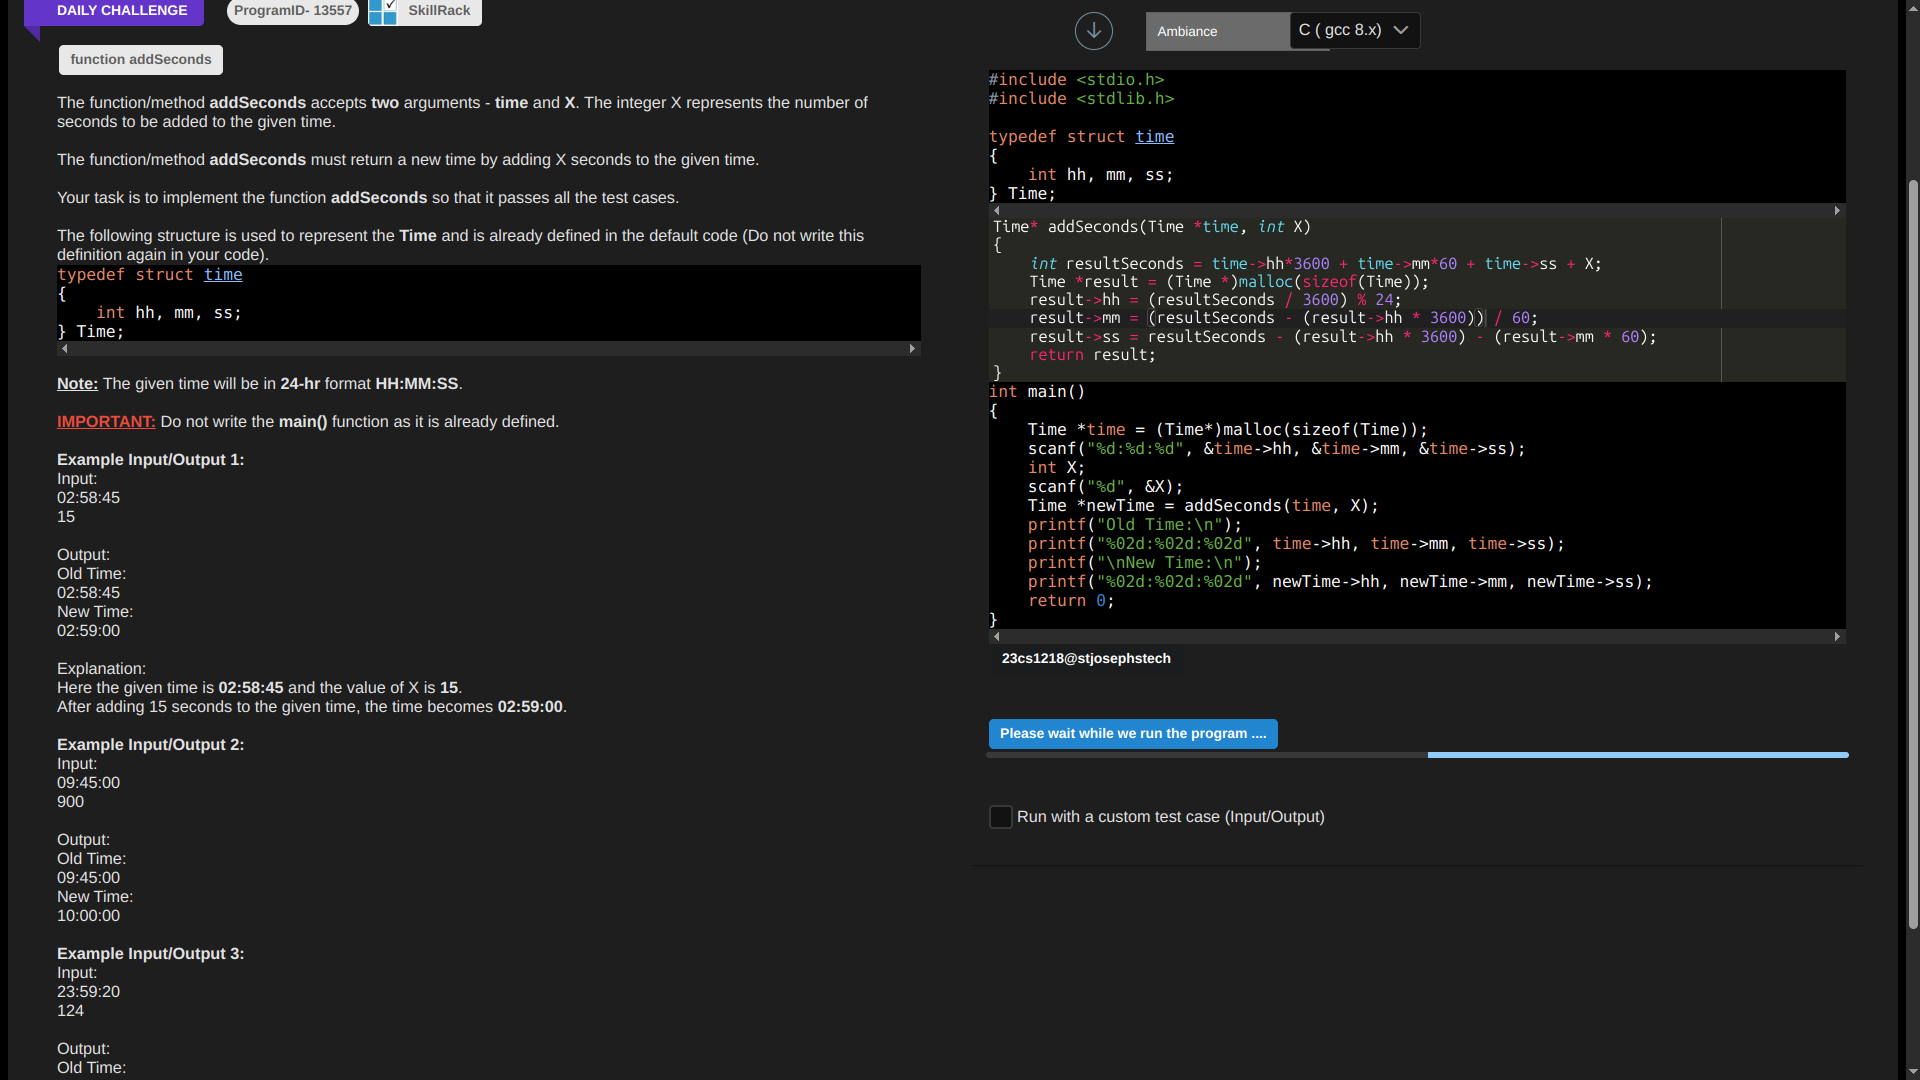 DAILY CHALLENGE
ProgramID- 13557
SkillRack
function addSeconds
The function/method addSeconds accepts two arguments - time and X. The integer X represents the number of
seconds to be added to the given time.
The function/method addSeconds must return a new time by adding X seconds to the given time.
Your task is to implement the function addSeconds so that it passes all the test cases.
The following structure is used to represent the Time and is already defined in the default code (Do not write this
definition again in your code).
typedef struct time
{
    int hh, mm, ss;
} Time;
Note: The given time will be in 24-hr format HH:MM:SS.
IMPORTANT: Do not write the main() function as it is already defined.
Example Input/Output 1:
Input:
02:58:45
15
Output:
Old Time:
02:58:45
New Time:
02:59:00
Explanation:
Here the given time is 02:58:45 and the value of X is 15.
After adding 15 seconds to the given time, the time becomes 02:59:00.
Example Input/Output 2:
Input:
09:45:00
900
Output:
Old Time:
09:45:00
New Time:
10:00:00
Example Input/Output 3:
Input:
23:59:20
124
Output:
Old Time:
Ambiance
C ( gcc 8.x)
#include <stdio.h>
#include <stdlib.h>
typedef struct time
{
    int hh, mm, ss;
} Time;
Time* addSeconds(Time *time, int X)
{
    int resultSeconds = time->hh*3600 + time->mm*60 + time->ss + X;
    Time *result = (Time *)malloc(sizeof(Time));
    result->hh = (resultSeconds / 3600) % 24;
    result->mm = (resultSeconds - (result->hh * 3600)) / 60;
    result->ss = resultSeconds - (result->hh * 3600) - (result->mm * 60);
    return result;
}
int main()
{
    Time *time = (Time*)malloc(sizeof(Time));
    scanf("%d:%d:%d", &time->hh, &time->mm, &time->ss);
    int X;
    scanf("%d", &X);
    Time *newTime = addSeconds(time, X);
    printf("Old Time:\n");
    printf("%02d:%02d:%02d", time->hh, time->mm, time->ss);
    printf("\nNew Time:\n");
    printf("%02d:%02d:%02d", newTime->hh, newTime->mm, newTime->ss);
    return 0;
}
23cs1218@stjosephstech
Please wait while we run the program ....
Run with a custom test case (Input/Output)